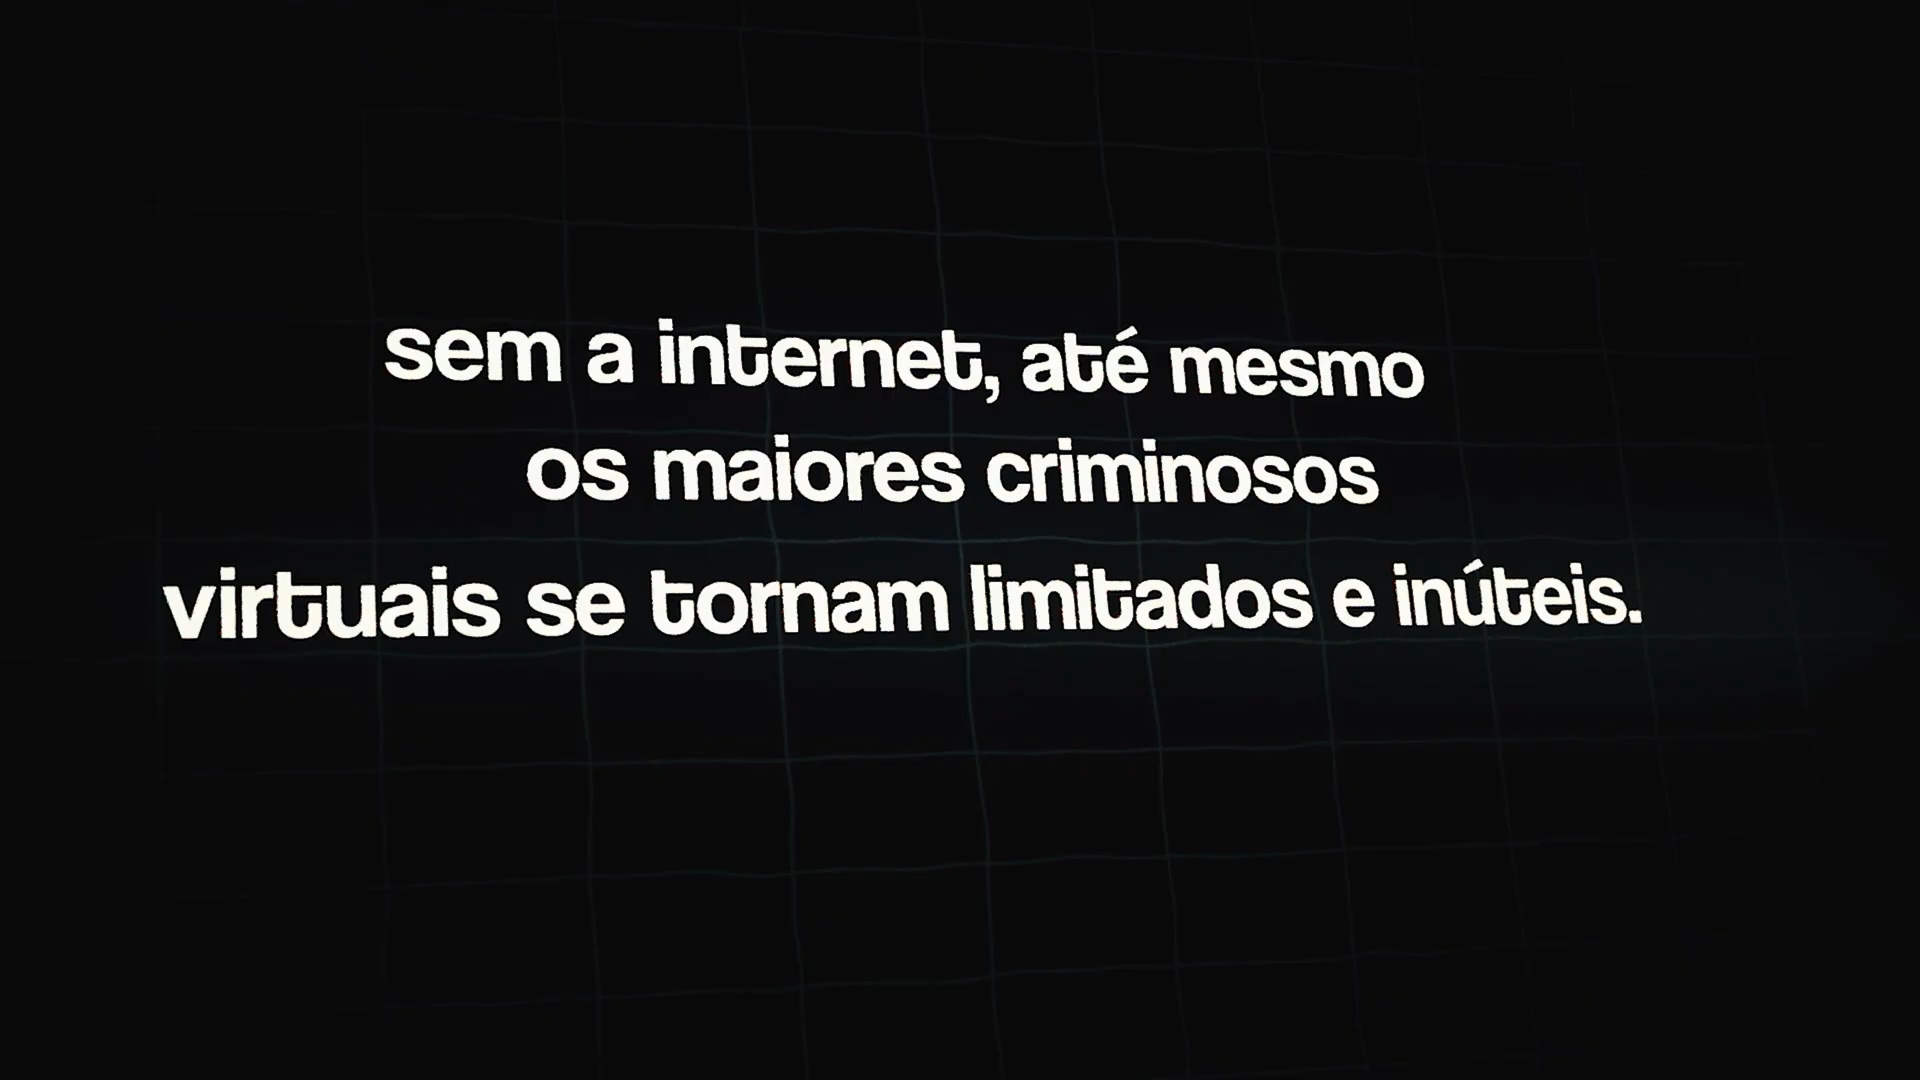 sem a internet, até mesmo
os maiores criminosos
virtuais se tornam limitados e inúteis.